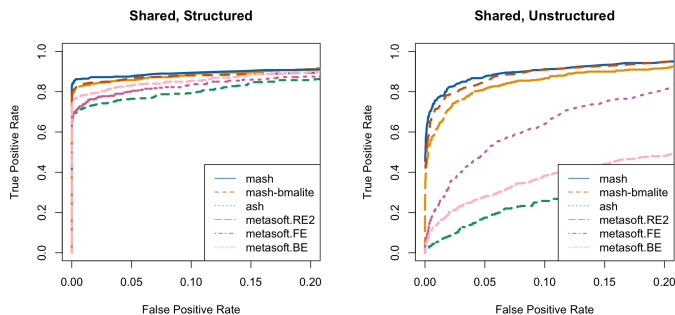 Shared, Structured
True Positive Rate
1.0
0.8
0.6
0.4
0.2
0.0
mash
mash-bmalite
ash
metasoft.RE2
metasoft.FE
metasoft.BE
0.00
0.05
0.10
0.15
0.20
False Positive Rate
Shared, Unstructured
True Positive Rate
1.0
0.8
0.6
0.4
0.2
0.0
mash
mash-bmalite
ash
metasoft.RE2
metasoft.FE
metasoft.BE
0.00
0.05
0.10
0.15
0.20
False Positive Rate